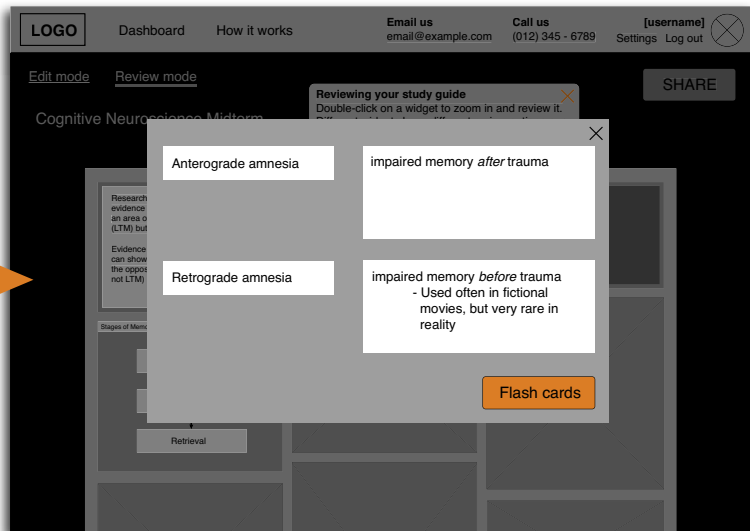 LOGO
Dashboard
How it works
Email us
email@example.com
Call us
(012) 345 - 6789
[username]
Settings Log out
Edit mode
Review mode
SHARE
Reviewing your study guide
Double-click on a widget to zoom in and review it.
Cognitive Neuroscience Midterm
Anterograde amnesia
impaired memory after trauma
Retrograde amnesia
impaired memory before trauma
- Used often in fictional
movies, but very rare in
reality
Flash cards
Research
evidence
an area o
(LTM) but
Evidence
can show
the oppos
not LTM)
Stages of Memo
Retrieval